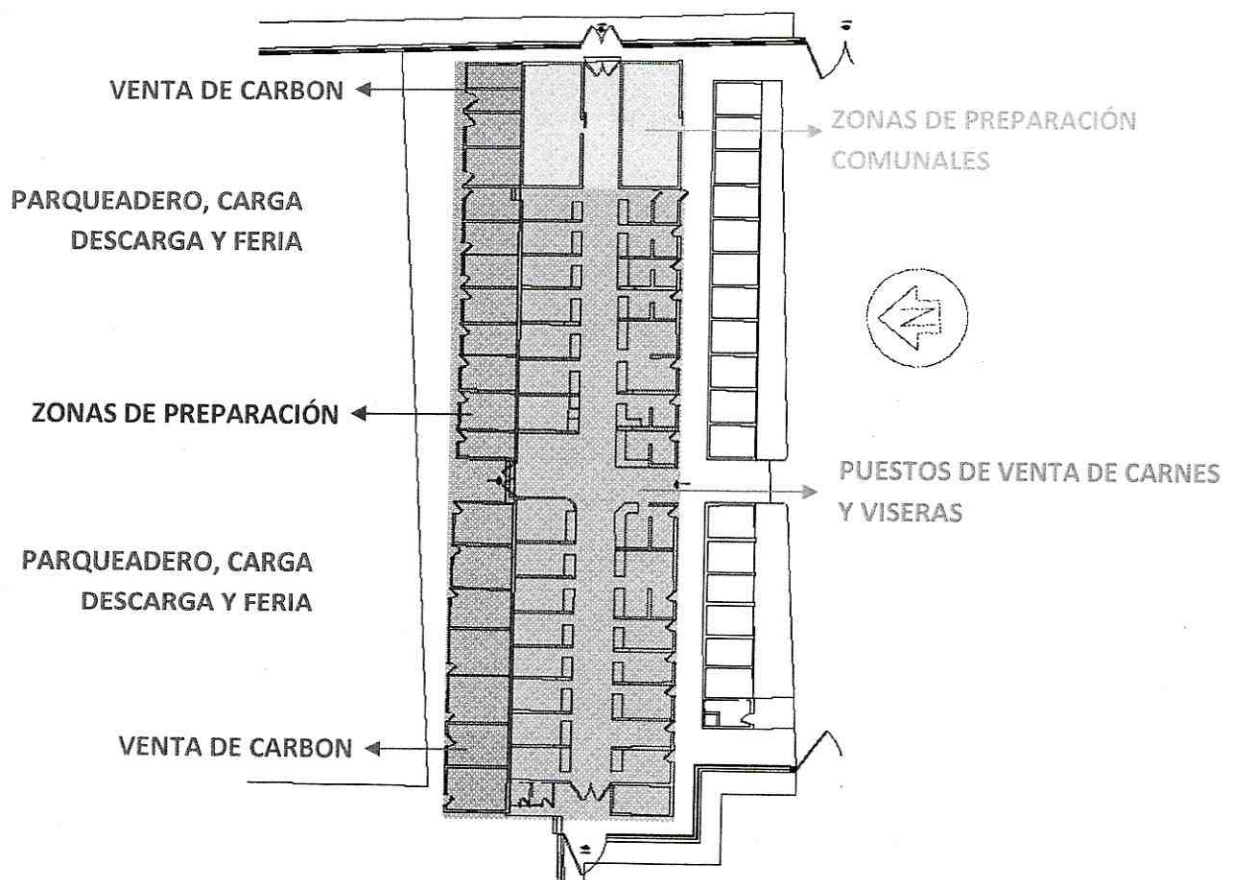 VENTA DE CARBON
ZONAS DE PREPARACIÓN
COMUNALES
PARQUEADERO, CARGA
DESCARGA Y FERIA
N
ZONAS DE PREPARACIÓN
PUESTOS DE VENTA DE CARNES
Y VISERAS
PARQUEADERO, CARGA
DESCARGA Y FERIA
VENTA DE CARBON